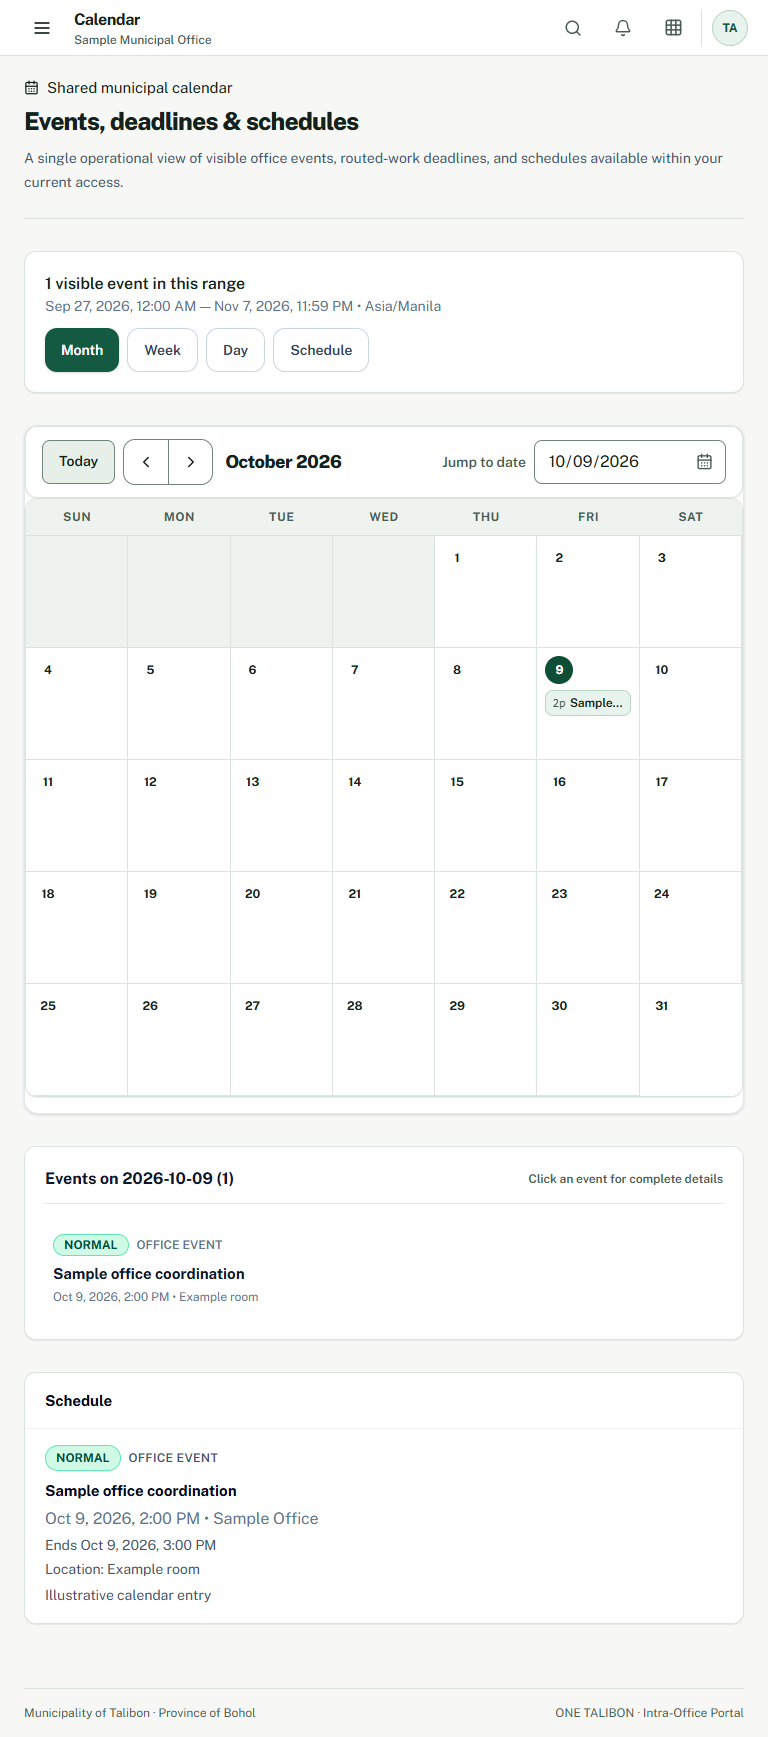 Calendar
Sample Municipal Office
TA
Shared municipal calendar
Events, deadlines & schedules
A single operational view of visible office events, routed-work deadlines, and schedules available within your
current access.
1 visible event in this range
Sep 27, 2026, 12:00 AM — Nov 7, 2026, 11:59 PM • Asia/Manila
Month Week Day Schedule
Today October 2026 Jump to date 10/09/2026
SUN MON TUE WED THU FRI SAT
1 2 3
4 5 6 7 8 9 10
2p Sample...
11 12 13 14 15 16 17
18 19 20 21 22 23 24
25 26 27 28 29 30 31
Events on 2026-10-09 (1) Click an event for complete details
NORMAL OFFICE EVENT
Sample office coordination
Oct 9, 2026, 2:00 PM • Example room
Schedule
NORMAL OFFICE EVENT
Sample office coordination
Oct 9, 2026, 2:00 PM • Sample Office
Ends Oct 9, 2026, 3:00 PM
Location: Example room
Illustrative calendar entry
Municipality of Talibon · Province of Bohol ONE TALIBON · Intra-Office Portal